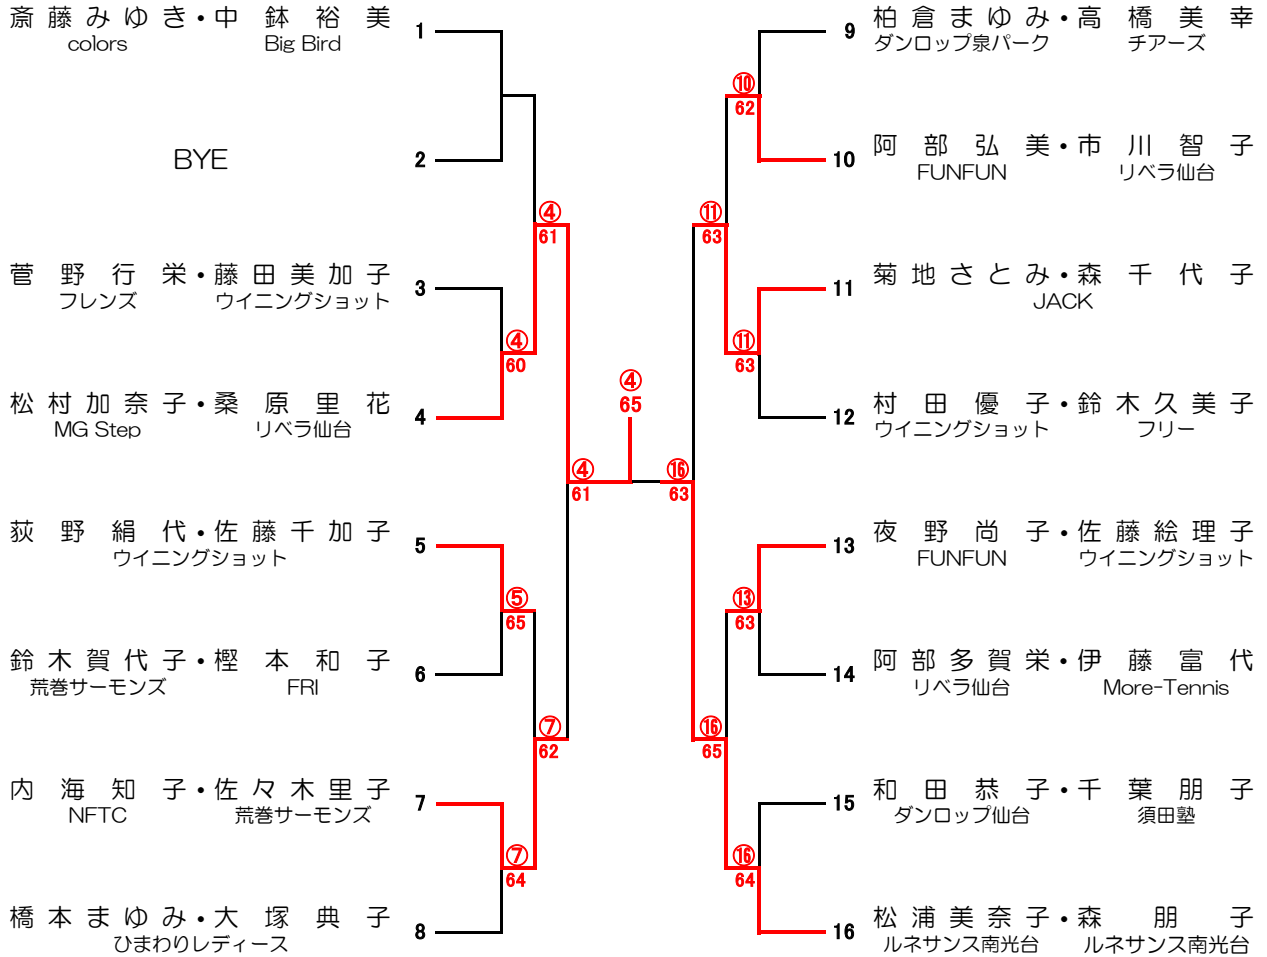 斎藤みゆき・中鉢裕美
colors Big Bird
1
BYE
2
菅野行栄・藤田美加子
フレンズ ウイニングショット
3
松村加奈子・桑原里花
MG Step リベラ仙台
4
荻野絹代・佐藤千加子
ウイニングショット
5
鈴木賀代子・樫本和子
荒巻サーモンズ FRI
6
内海知子・佐々木里子
NFTC 荒巻サーモンズ
7
橋本まゆみ・大塚典子
ひまわりレディース
8
④
61
④
60
⑤
65
⑦
62
⑦
64
④
61
④
65
⑯
63
⑪
63
⑩
62
⑪
63
⑬
63
⑯
65
⑯
64
9
柏倉まゆみ・高橋美幸
ダンロップ泉パーク チアーズ
10
阿部弘美・市川智子
FUNFUN リベラ仙台
11
菊地さとみ・森千代子
JACK
12
村田優子・鈴木久美子
ウイニングショット フリー
13
夜野尚子・佐藤絵理子
FUNFUN ウイニングショット
14
阿部多賀栄・伊藤富代
リベラ仙台 More-Tennis
15
和田恭子・千葉朋子
ダンロップ仙台 須田塾
16
松浦美奈子・森朋子
ルネサンス南光台 ルネサンス南光台